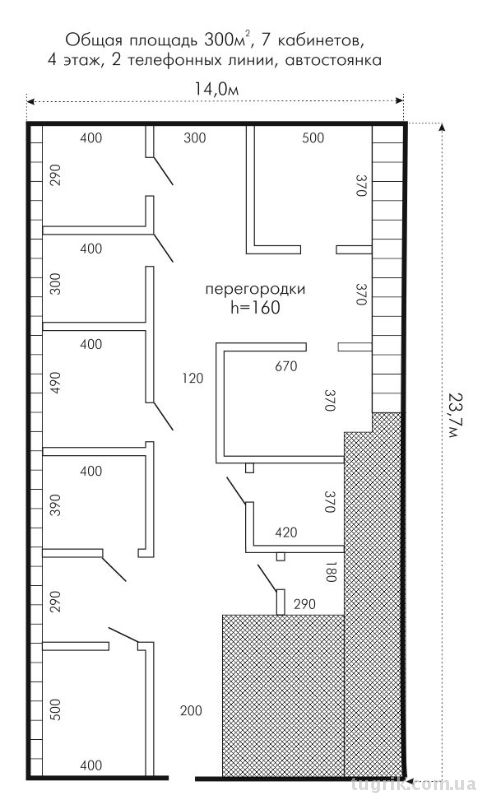 Общая площадь 300м², 7 кабинетов,
4 этаж, 2 телефонных линии, автостоянка
14,0м
400 300 500
290
370
400
300
370
перегородки
h=160
400
120
670
490
370
23,7м
400
390
370
420
180
290
290
500
200
400
tugrik.com.ua